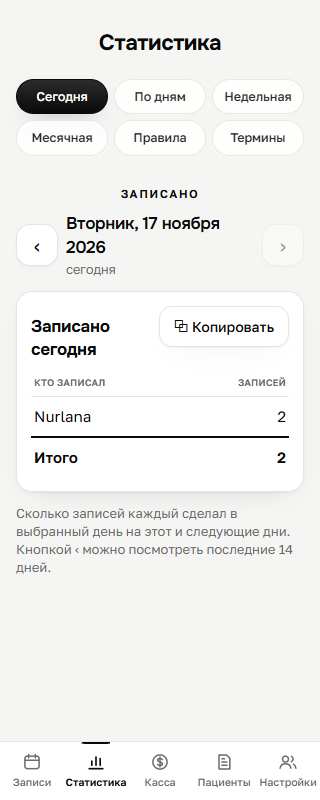 Статистика
Сегодня
По дням
Недельная
Месячная
Правила
Термины
ЗАПИСАНО
‹
Вторник, 17 ноября
2026
сегодня
›
Записано
сегодня
Копировать
КТО ЗАПИСАЛ ЗАПИСЕЙ
Nurlana 2
Итого 2
Сколько записей каждый сделал в
выбранный день на этот и следующие дни.
Кнопкой ‹ можно посмотреть последние 14
дней.
Записи
Статистика
Касса
Пациенты
Настройки